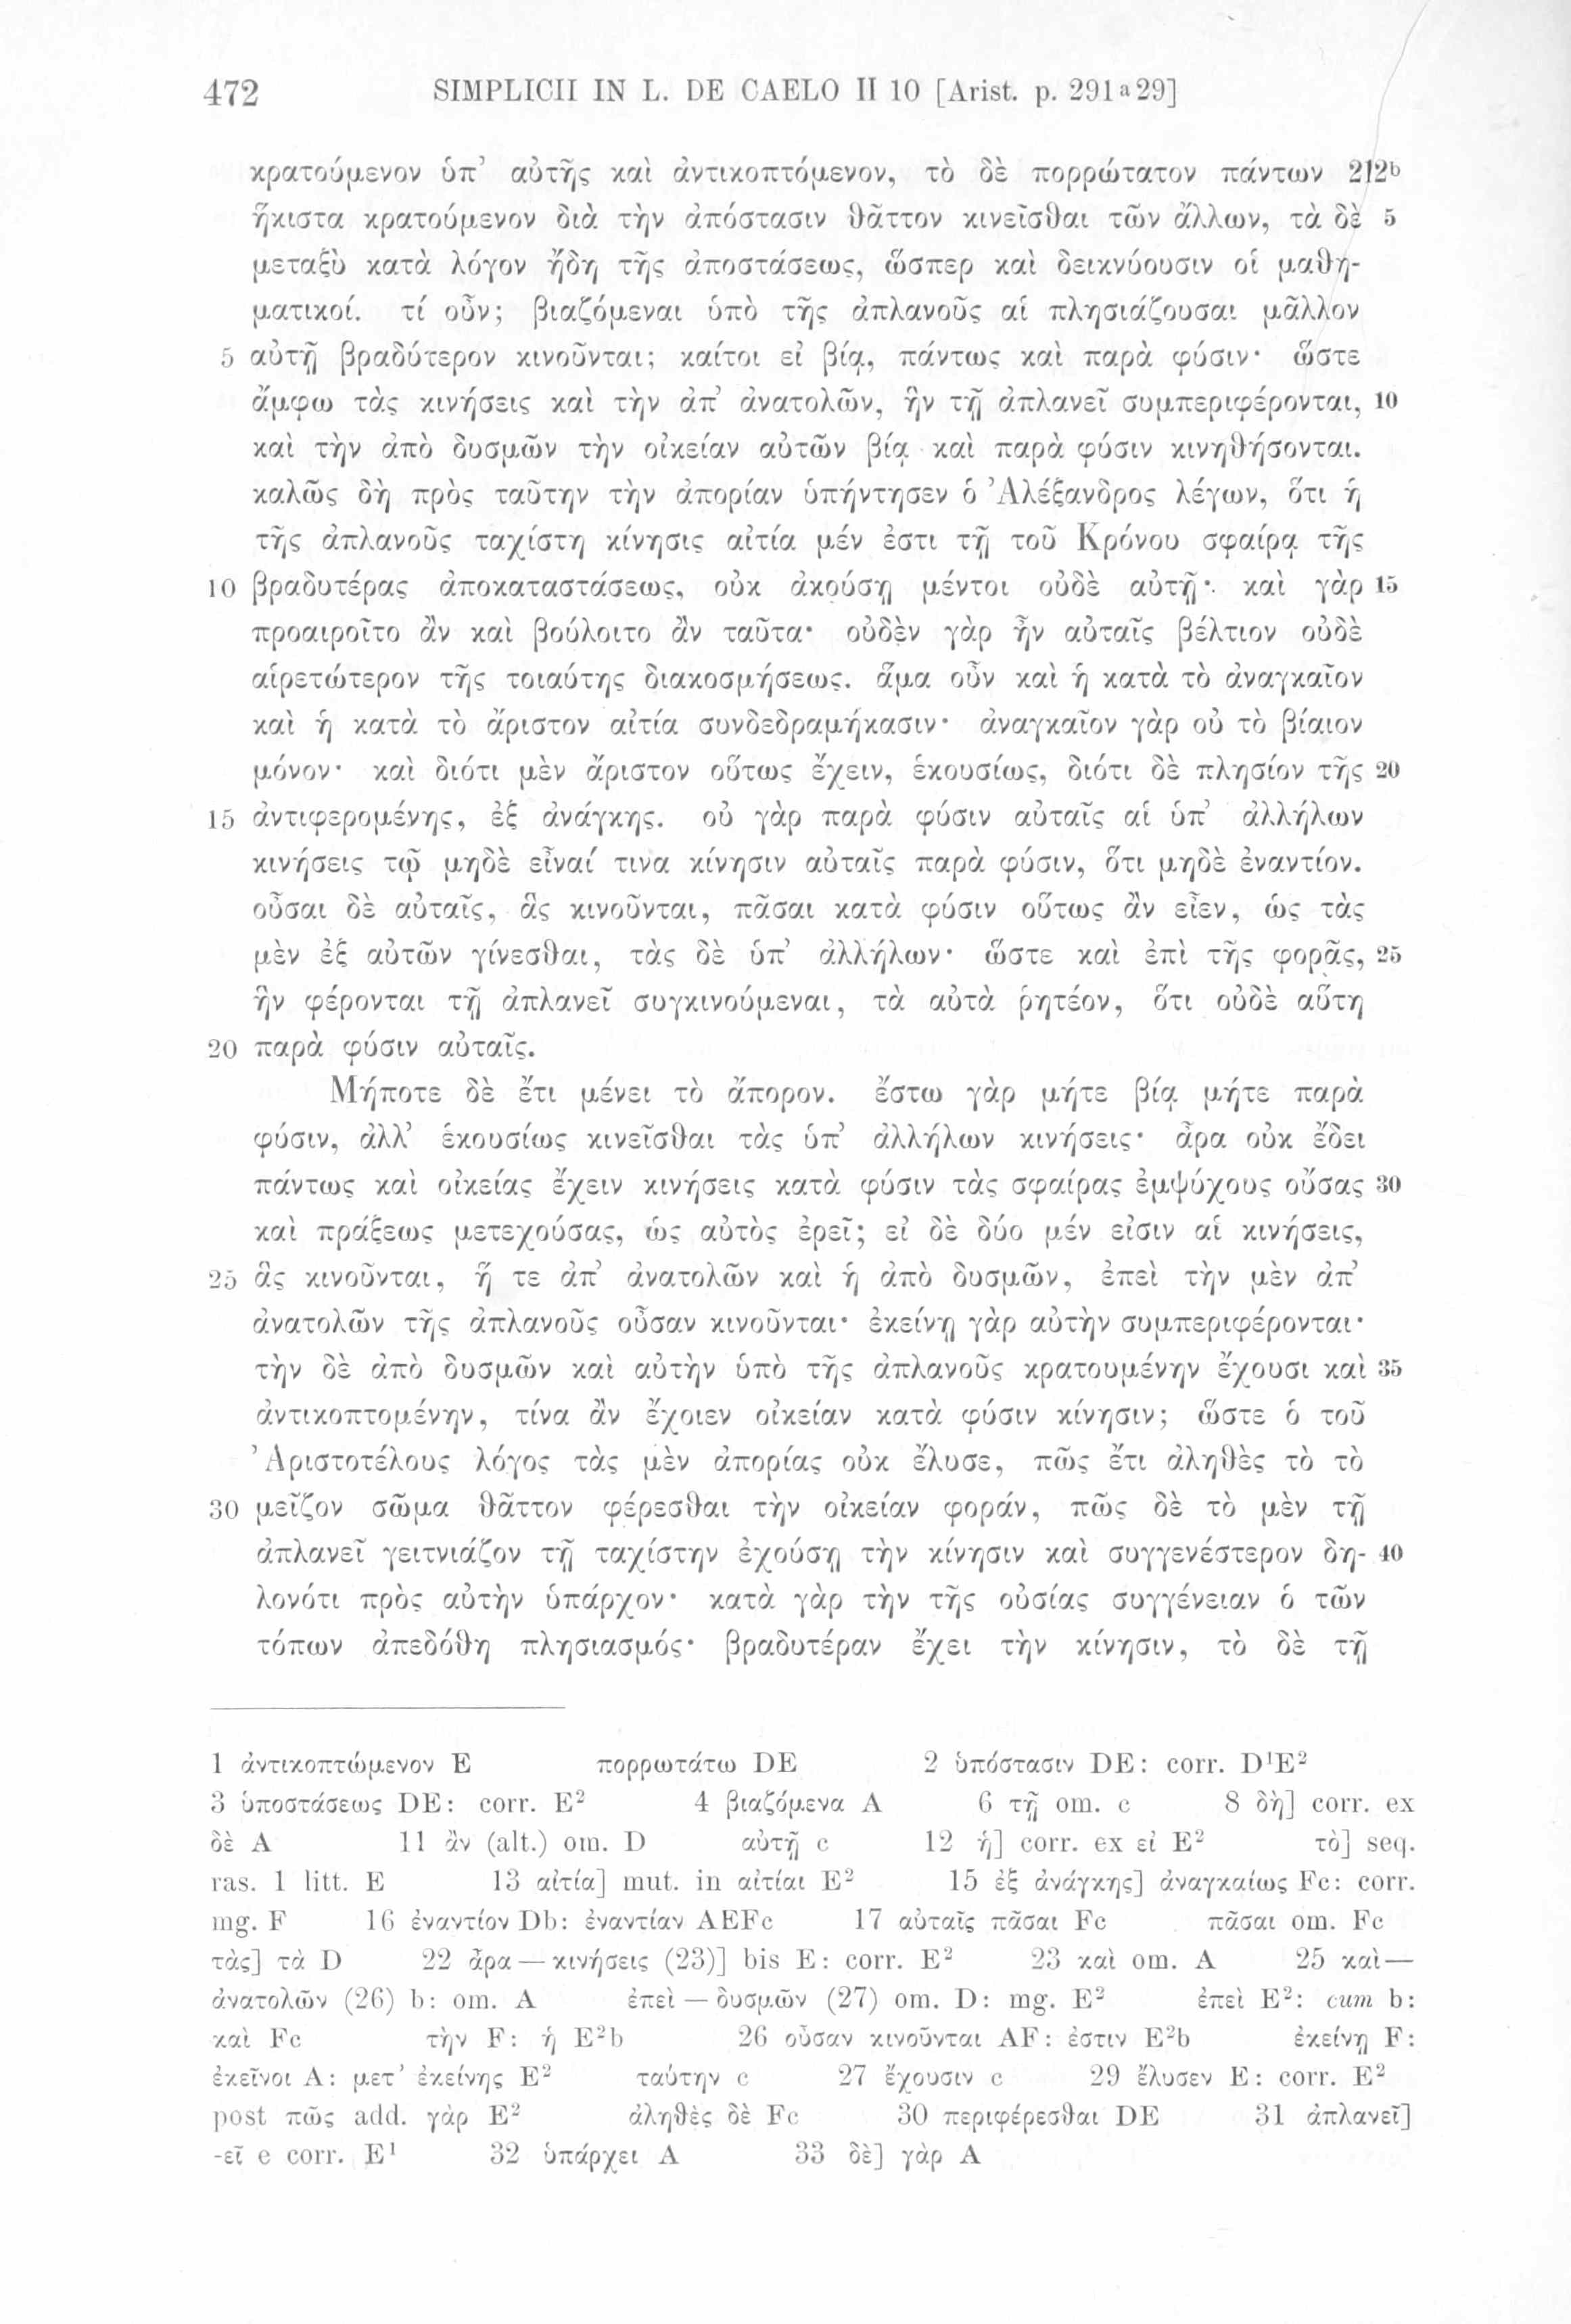 472 SIMPLICII IN L. DE CAELO II 10 [Arist. p. 291ª29]
κρατούμενον ὑπ’ αὐτῆς καὶ ἀντικοπτόμενον, τὸ δὲ πορρώτατον πάντων 212ᵇ
ἥκιστα κρατούμενον διὰ τὴν ἀπόστασιν θᾶττον κινεῖσθαι τῶν ἄλλων, τὰ δὲ 5
μεταξὺ κατὰ λόγον ἤδη τῆς ἀποστάσεως, ὥσπερ καὶ δεικνύουσιν οἱ μαθη-
ματικοί. τί οὖν; βιαζόμεναι ὑπὸ τῆς ἀπλανοῦς αἱ πλησιάζουσαι μᾶλλον
5 αὐτῇ βραδύτερον κινοῦνται; καίτοι εἰ βίᾳ, πάντως καὶ παρὰ φύσιν· ὥστε
ἄμφω τὰς κινήσεις καὶ τὴν ἀπ’ ἀνατολῶν, ἣν τῇ ἀπλανεῖ συμπεριφέρονται, 10
καὶ τὴν ἀπὸ δυσμῶν τὴν οἰκείαν αὐτῶν βίᾳ καὶ παρὰ φύσιν κινηθήσονται.
καλῶς δὴ πρὸς ταύτην τὴν ἀπορίαν ὑπήντησεν ὁ Ἀλέξανδρος λέγων, ὅτι ἡ
τῆς ἀπλανοῦς ταχίστη κίνησις αἰτία μέν ἐστι τῇ τοῦ Κρόνου σφαίρᾳ τῆς
10 βραδυτέρας ἀποκαταστάσεως, οὐκ ἀκούσῃ μέντοι οὐδὲ αὐτῇ· καὶ γὰρ 15
προαιροῖτο ἂν καὶ βούλοιτο ἂν ταῦτα· οὐδὲν γὰρ ἦν αὐταῖς βέλτιον οὐδὲ
αἱρετώτερον τῆς τοιαύτης διακοσμήσεως. ἅμα οὖν καὶ ἡ κατὰ τὸ ἀναγκαῖον
καὶ ἡ κατὰ τὸ ἄριστον αἰτία συνδεδραμήκασιν· ἀναγκαῖον γὰρ οὐ τὸ βίαιον
μόνον· καὶ διότι μὲν ἄριστον οὕτως ἔχειν, ἑκουσίως, διότι δὲ πλησίον τῆς 20
15 ἀντιφερομένης, ἐξ ἀνάγκης. οὐ γὰρ παρὰ φύσιν αὐταῖς αἱ ὑπ’ ἀλλήλων
κινήσεις τῷ μηδὲ εἶναί τινα κίνησιν αὐταῖς παρὰ φύσιν, ὅτι μηδὲ ἐναντίον.
οὖσαι δὲ αὐταῖς, ἃς κινοῦνται, πᾶσαι κατὰ φύσιν οὕτως ἂν εἶεν, ὡς τὰς
μὲν ἐξ αὐτῶν γίνεσθαι, τὰς δὲ ὑπ’ ἀλλήλων· ὥστε καὶ ἐπὶ τῆς φορᾶς, 25
ἣν φέρονται τῇ ἀπλανεῖ συγκινούμεναι, τὰ αὐτὰ ῥητέον, ὅτι οὐδὲ αὕτη
20 παρὰ φύσιν αὐταῖς.
Μήποτε δὲ ἔτι μένει τὸ ἄπορον. ἔστω γὰρ μήτε βίᾳ μήτε παρὰ
φύσιν, ἀλλ’ ἑκουσίως κινεῖσθαι τὰς ὑπ’ ἀλλήλων κινήσεις· ἆρα οὐκ ἔδει
πάντως καὶ οἰκείας ἔχειν κινήσεις κατὰ φύσιν τὰς σφαίρας ἐμψύχους οὔσας 30
καὶ πράξεως μετεχούσας, ὡς αὐτὸς ἐρεῖ; εἰ δὲ δύο μέν εἰσιν αἱ κινήσεις,
25 ἃς κινοῦνται, ἥ τε ἀπ’ ἀνατολῶν καὶ ἡ ἀπὸ δυσμῶν, ἐπεὶ τὴν μὲν ἀπ’
ἀνατολῶν τῆς ἀπλανοῦς οὖσαν κινοῦνται· ἐκείνῃ γὰρ αὐτὴν συμπεριφέρονται·
τὴν δὲ ἀπὸ δυσμῶν καὶ αὐτὴν ὑπὸ τῆς ἀπλανοῦς κρατουμένην ἔχουσι καὶ 35
ἀντικοπτομένην, τίνα ἂν ἔχοιεν οἰκείαν κατὰ φύσιν κίνησιν; ὥστε ὁ τοῦ
Ἀριστοτέλους λόγος τὰς μὲν ἀπορίας οὐκ ἔλυσε, πῶς ἔτι ἀληθὲς τὸ τὸ
30 μεῖζον σῶμα θᾶττον φέρεσθαι τὴν οἰκείαν φοράν, πῶς δὲ τὸ μὲν τῇ
ἀπλανεῖ γειτνιάζον τῇ ταχίστην ἐχούσῃ τὴν κίνησιν καὶ συγγενέστερον δη- 40
λονότι πρὸς αὐτὴν ὑπάρχον· κατὰ γὰρ τὴν τῆς οὐσίας συγγένειαν ὁ τῶν
τόπων ἀπεδόθη πλησιασμός· βραδυτέραν ἔχει τὴν κίνησιν, τὸ δὲ τῇ
1 ἀντικοπτώμενον E πορρωτάτω DE 2 ὑπόστασιν DE: corr. D¹E²
3 ὑποστάσεως DE: corr. E² 4 βιαζόμενα A 6 τῇ om. c 8 δὴ] corr. ex
δὲ A 11 ἂν (alt.) om. D αὐτῇ c 12 ἡ] corr. ex εἰ E² τὸ] seq.
ras. 1 litt. E 13 αἰτία] mut. in αἰτίαι E² 15 ἐξ ἀνάγκης] ἀναγκαίως Fc: corr.
mg. F 16 ἐναντίον Db: ἐναντίαν AEFc 17 αὐταῖς πᾶσαι Fc πᾶσαι om. Fc
τὰς] τὰ D 22 ἆρα — κινήσεις (23)] bis E: corr. E² 23 καὶ om. A 25 καὶ —
ἀνατολῶν (26) b: om. A ἐπεὶ — δυσμῶν (27) om. D: mg. E² ἐπεὶ E²: cum b:
καὶ Fc τὴν F: ἡ E²b 26 οὖσαν κινοῦνται AF: ἐστιν E²b ἐκείνῃ F:
ἐκεῖνοι A: μετ’ ἐκείνης E² ταύτην c 27 ἔχουσιν c 29 ἔλυσεν E: corr. E²
post πῶς add. γὰρ E² ἀληθὲς δὲ Fc 30 περιφέρεσθαι DE 31 ἀπλανεῖ]
-εῖ e corr. E¹ 32 ὑπάρχει A 33 δὲ] γὰρ A